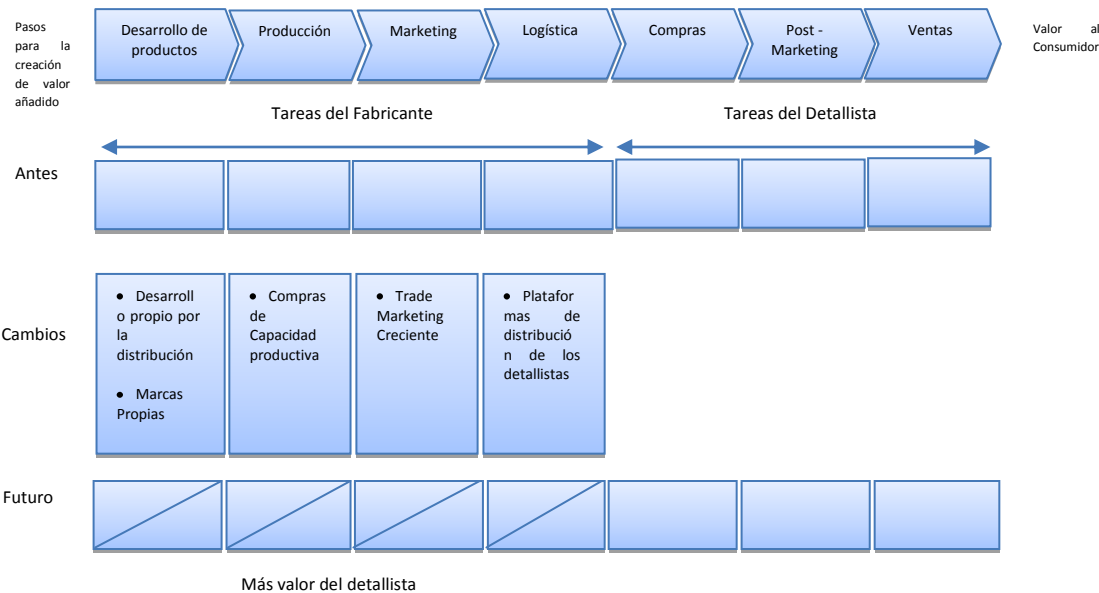 Pasos
para la
creación
de valor
añadido
Desarrollo de
productos
Producción
Marketing
Logística
Compras
Post -
Marketing
Ventas
Valor al
Consumidor
Tareas del Fabricante
Tareas del Detallista
Antes
Cambios
• Desarroll
o propio por
la
distribución
• Marcas
Propias
• Compras
de
Capacidad
productiva
• Trade
Marketing
Creciente
• Platafor
mas de
distribució
n de los
detallistas
Futuro
Más valor del detallista